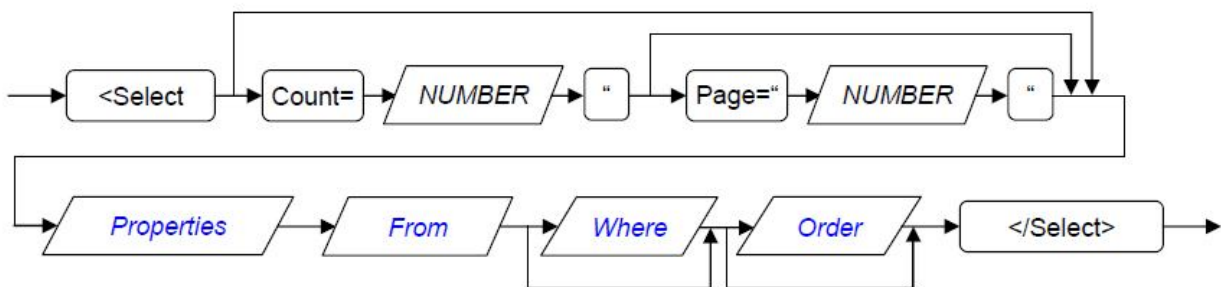 <Select Count= NUMBER “ Page=“ NUMBER “
Properties From Where Order </Select>